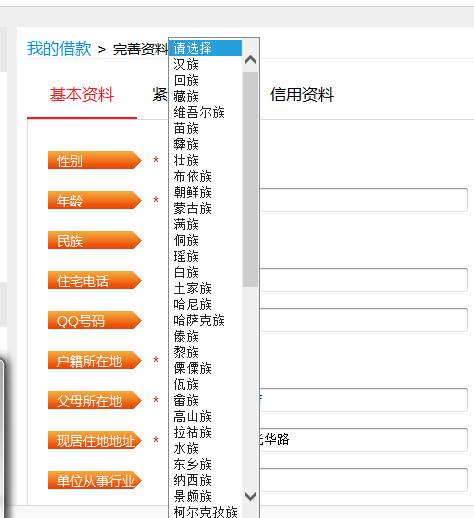 我的借款 > 完善资料
基本资料 紧 信用资料
请选择
汉族
回族
藏族
维吾尔族
苗族
彝族
壮族
布依族
朝鲜族
蒙古族
满族
侗族
瑶族
白族
土家族
哈尼族
哈萨克族
傣族
黎族
傈僳族
佤族
畲族
高山族
拉祜族
水族
东乡族
纳西族
景颇族
柯尔克孜族
性别 *
年龄 *
民族
住宅电话
QQ号码
户籍所在地 *
父母所在地 *
现居住地地址 * 光华路
单位从事行业